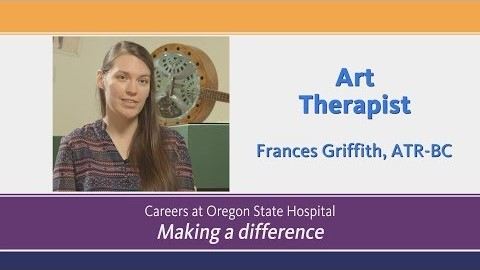 Art
Therapist
Frances Griffith, ATR-BC
Careers at Oregon State Hospital
Making a difference